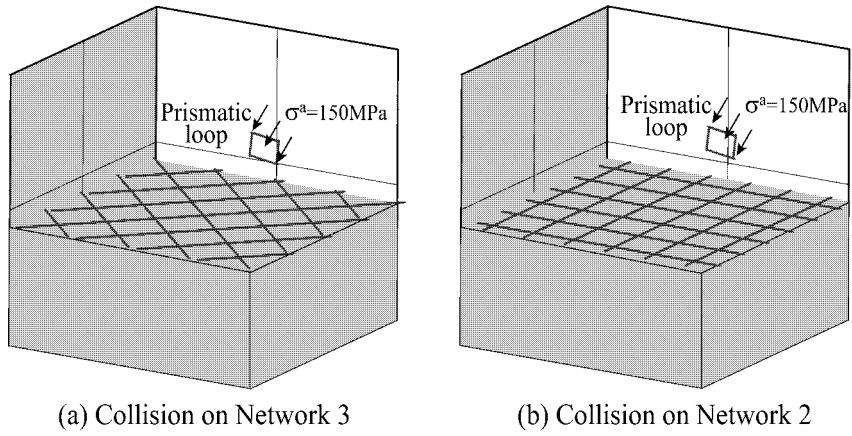 Prismatic
loop
σᵃ=150MPa
Prismatic
loop
σᵃ=150MPa
(a) Collision on Network 3
(b) Collision on Network 2